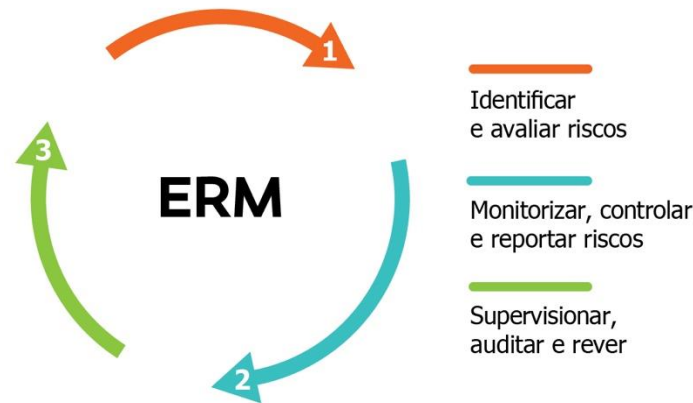 1
Identificar
e avaliar riscos
3
ERM
Monitorizar, controlar
e reportar riscos
Supervisionar,
auditar e rever
2